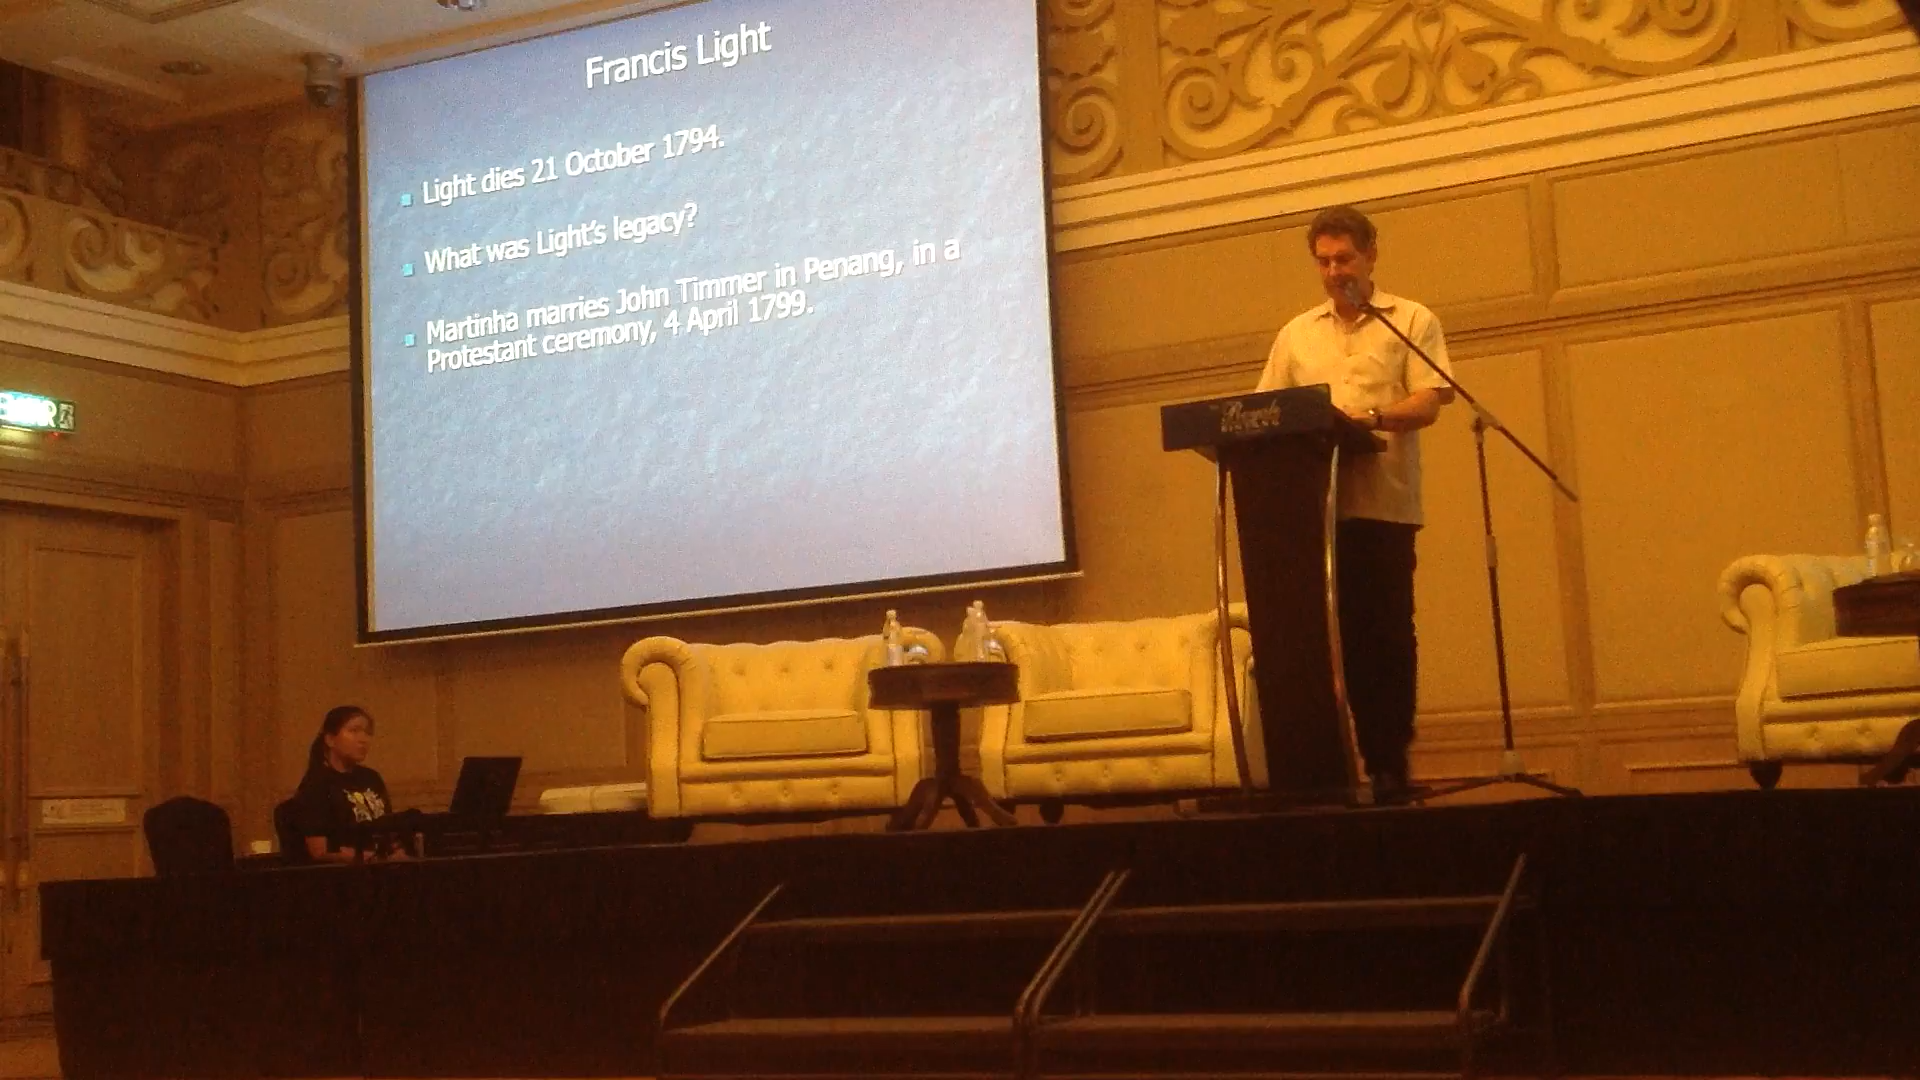 Francis Light
Light dies 21 October 1794.
What was Light's legacy?
Martinha marries John Timmer in Penang, in a
Protestant ceremony, 4 April 1799.